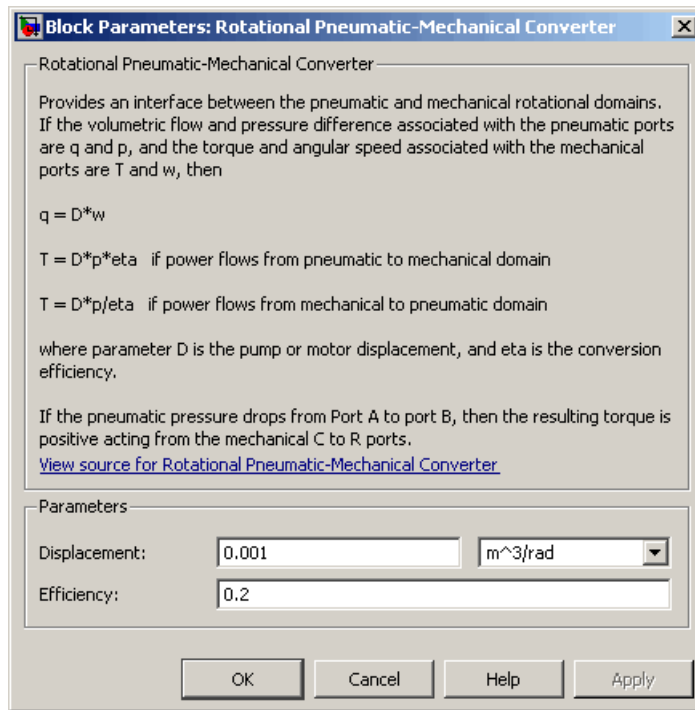 Block Parameters: Rotational Pneumatic-Mechanical Converter
Rotational Pneumatic-Mechanical Converter
Provides an interface between the pneumatic and mechanical rotational domains.
If the volumetric flow and pressure difference associated with the pneumatic ports
are q and p, and the torque and angular speed associated with the mechanical
ports are T and w, then
q = D*w
T = D*p*eta if power flows from pneumatic to mechanical domain
T = D*p/eta if power flows from mechanical to pneumatic domain
where parameter D is the pump or motor displacement, and eta is the conversion
efficiency.
If the pneumatic pressure drops from Port A to port B, then the resulting torque is
positive acting from the mechanical C to R ports.
View source for Rotational Pneumatic-Mechanical Converter
Parameters
Displacement: 0.001 m^3/rad
Efficiency: 0.2
OK Cancel Help Apply